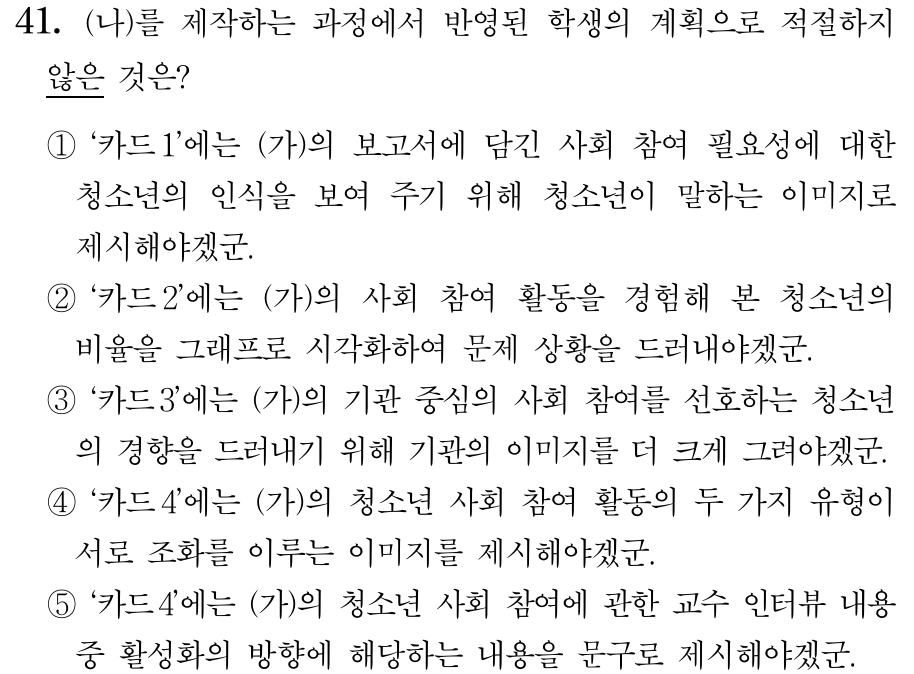 41. (나)를 제작하는 과정에서 반영된 학생의 계획으로 적절하지
않은 것은?
① ‘카드 1’에는 (가)의 보고서에 담긴 사회 참여 필요성에 대한
청소년의 인식을 보여 주기 위해 청소년이 말하는 이미지로
제시해야겠군.
② ‘카드 2’에는 (가)의 사회 참여 활동을 경험해 본 청소년의
비율을 그래프로 시각화하여 문제 상황을 드러내야겠군.
③ ‘카드 3’에는 (가)의 기관 중심의 사회 참여를 선호하는 청소년
의 경향을 드러내기 위해 기관의 이미지를 더 크게 그려야겠군.
④ ‘카드 4’에는 (가)의 청소년 사회 참여 활동의 두 가지 유형이
서로 조화를 이루는 이미지를 제시해야겠군.
⑤ ‘카드 4’에는 (가)의 청소년 사회 참여에 관한 교수 인터뷰 내용
중 활성화의 방향에 해당하는 내용을 문구로 제시해야겠군.